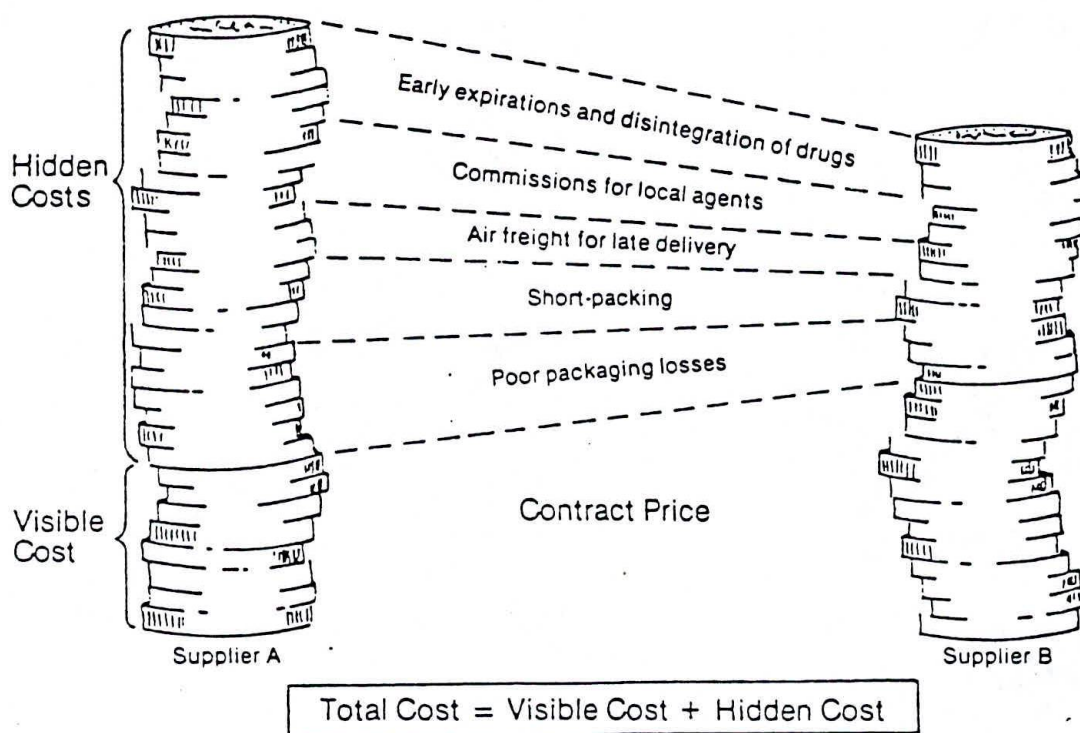 Early expirations and disintegration of drugs
Hidden
Costs
Commissions for local agents
Air freight for late delivery
Short-packing
Poor packaging losses
Visible
Cost
Contract Price
Supplier A
Supplier B
Total Cost = Visible Cost + Hidden Cost